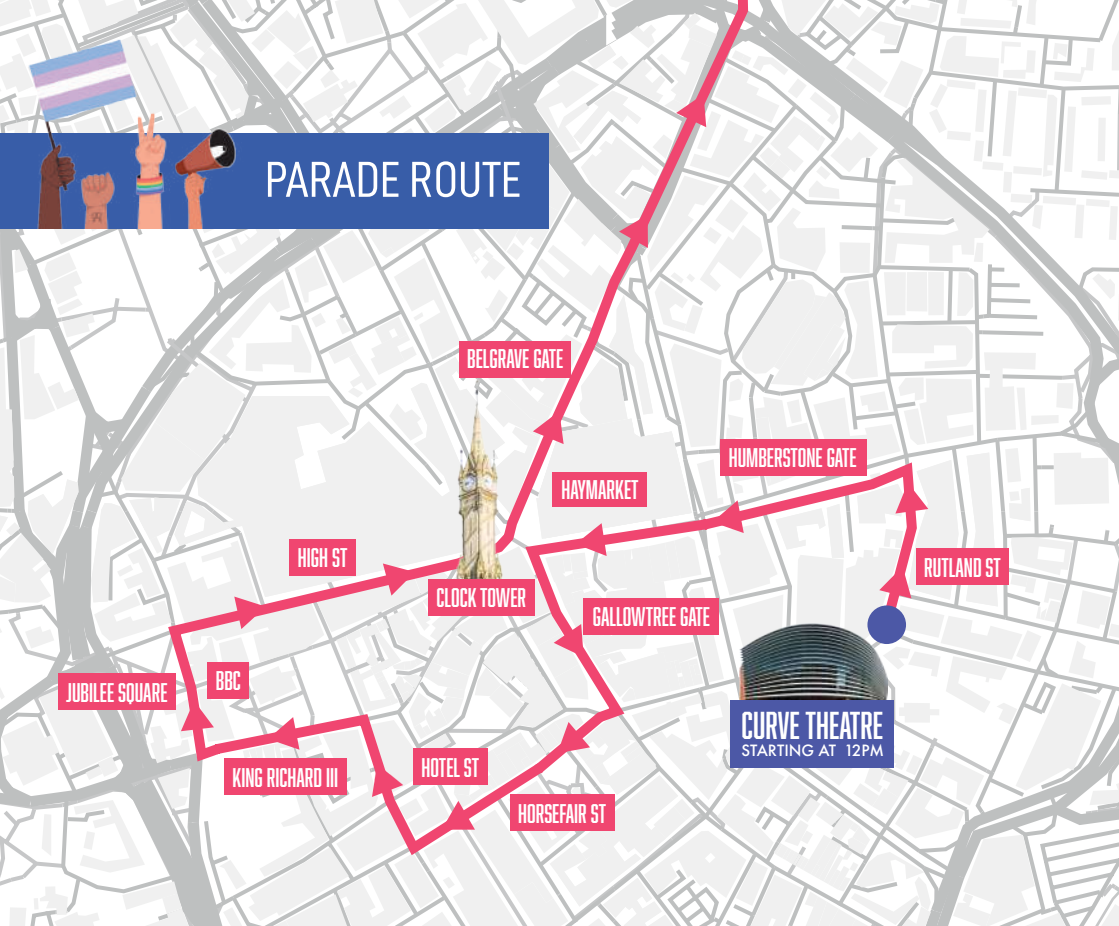 PARADE ROUTE
BELGRAVE GATE
HUMBERSTONE GATE
HAYMARKET
HIGH ST
RUTLAND ST
CLOCK TOWER
GALLOWTREE GATE
BBC
JUBILEE SQUARE
CURVE THEATRE
STARTING AT 12PM
HOTEL ST
KING RICHARD III
HORSEFAIR ST